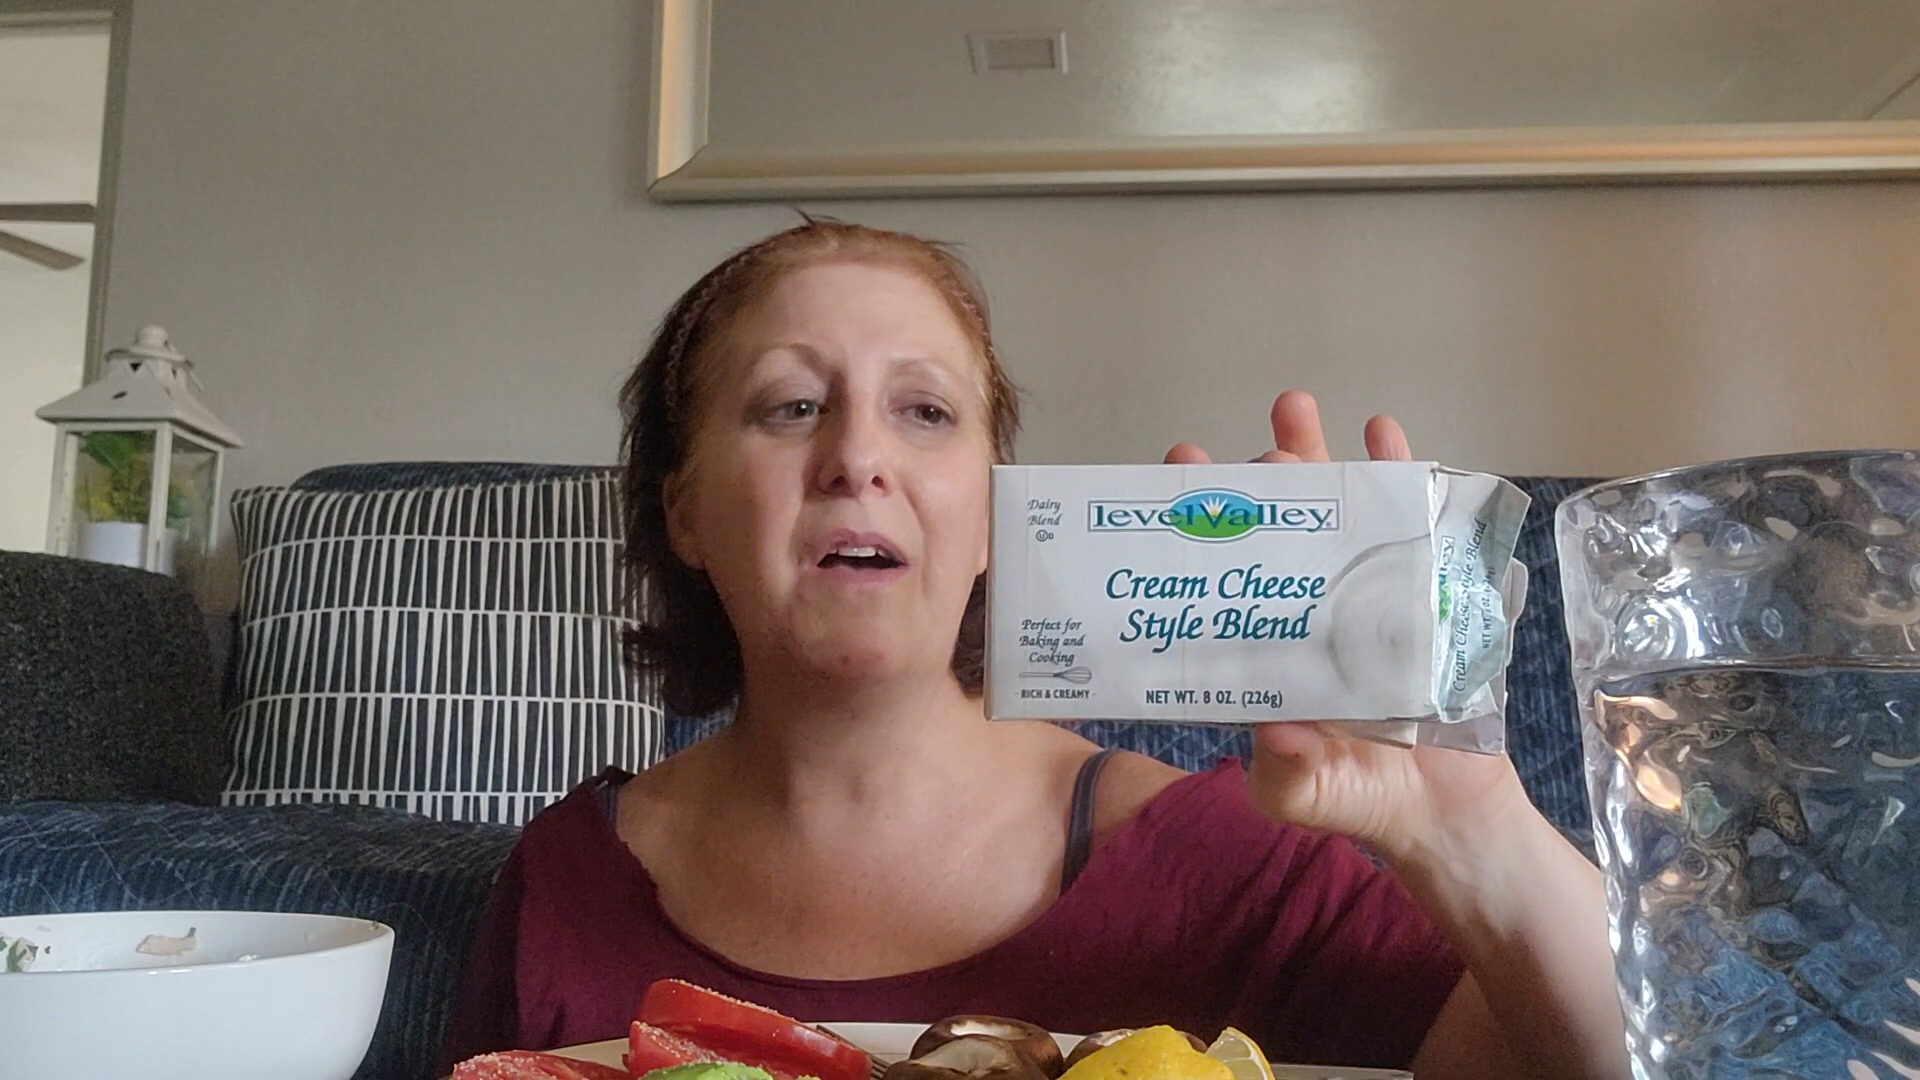 Dairy
Blend
U D
levelvalley®
Cream Cheese
Style Blend
Perfect for
Baking and
Cooking
- RICH & CREAMY -
NET WT. 8 OZ. (226g)
Cream Cheese Style Blend